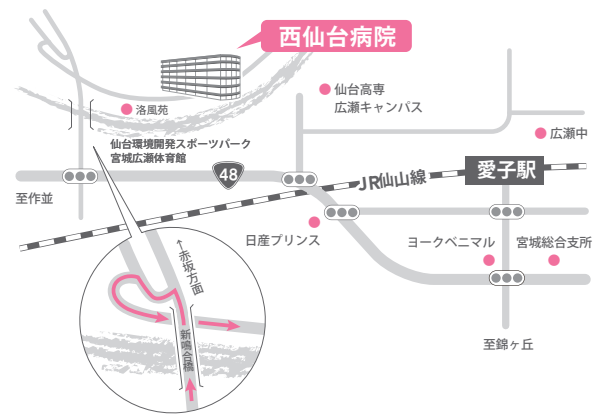 西仙台病院
仙台高専
広瀬キャンパス
洛風苑
広瀬中
仙台環境開発スポーツパーク
宮城広瀬体育館
48
愛子駅
JR仙山線
至作並
日産プリンス
ヨークベニマル
宮城総合支所
←赤坂方面
新鳴合橋
至錦ヶ丘